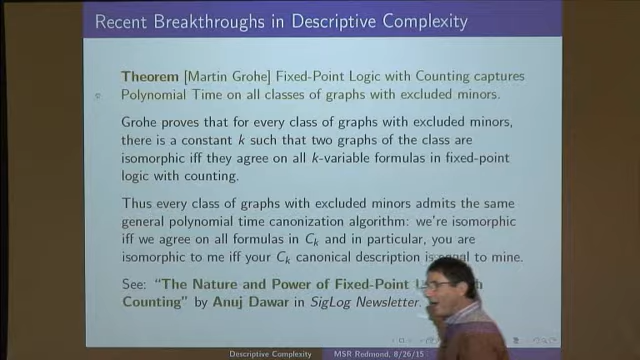 Recent Breakthroughs in Descriptive Complexity
Theorem [Martin Grohe] Fixed-Point Logic with Counting captures
Polynomial Time on all classes of graphs with excluded minors.
Grohe proves that for every class of graphs with excluded minors,
there is a constant k such that two graphs of the class are
isomorphic iff they agree on all k-variable formulas in fixed-point
logic with counting.
Thus every class of graphs with excluded minors admits the same
general polynomial time canonization algorithm: we're isomorphic
iff we agree on all formulas in Ck and in particular, you are
isomorphic to me iff your Ck canonical description is equal to mine.
See: "The Nature and Power of Fixed-Point
Counting" by Anuj Dawar in SigLog Newsletter.
Descriptive Complexity MSR Redmond, 8/26/15